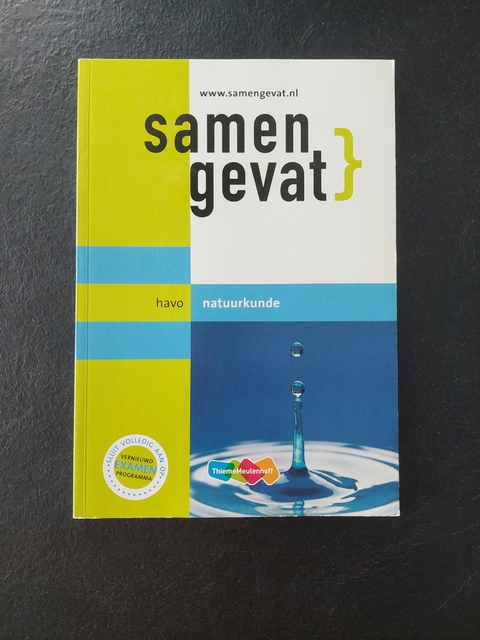 www.samengevat.nl
samen
gevat}
havo natuurkunde
SLUIT VOLLEDIG AAN OP
VERNIEUWD
EXAMEN
PROGRAMMA
ThiemeMeulenhoff